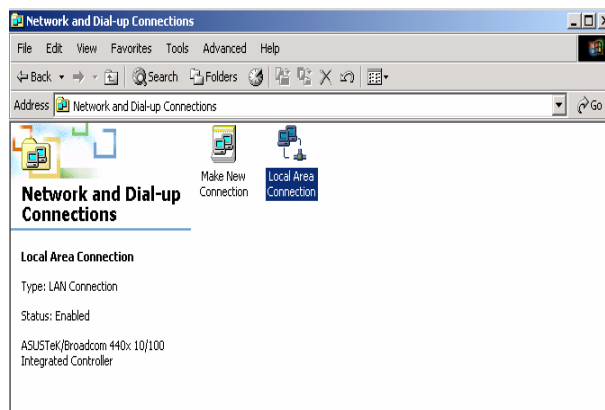 Network and Dial-up Connections
File Edit View Favorites Tools Advanced Help
Back Search Folders
Address Network and Dial-up Connections Go
Make New
Connection
Local Area
Connection
Network and Dial-up
Connections
Local Area Connection
Type: LAN Connection
Status: Enabled
ASUSTeK/Broadcom 440x 10/100
Integrated Controller